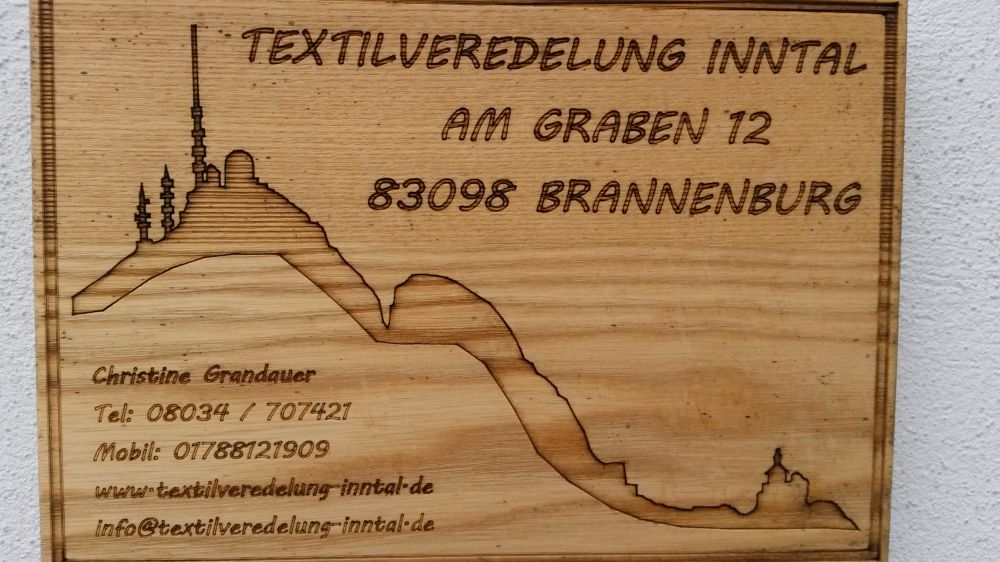 TEXTILVEREDELUNG INNTAL
AM GRABEN 12
83098 BRANNENBURG
Christine Grandauer
Tel: 08034 / 707421
Mobil: 01788121909
www.textilveredelung-inntal.de
info@textilveredelung-inntal.de